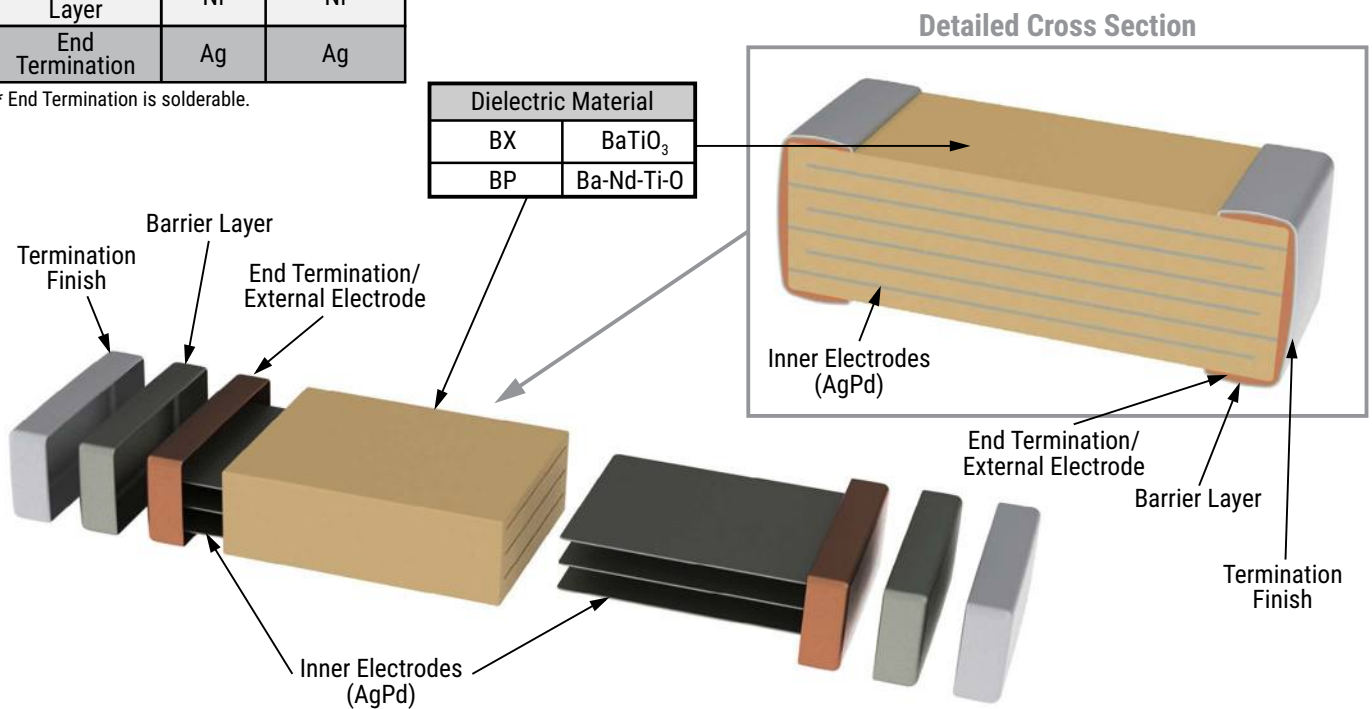 Layer
Ni
Ni
End
Termination
Ag
Ag
* End Termination is solderable.
Detailed Cross Section
Dielectric Material
BX
BaTiO₃
BP
Ba-Nd-Ti-O
Barrier Layer
Termination
Finish
End Termination/
External Electrode
Inner Electrodes
(AgPd)
End Termination/
External Electrode
Barrier Layer
Termination
Finish
Inner Electrodes
(AgPd)